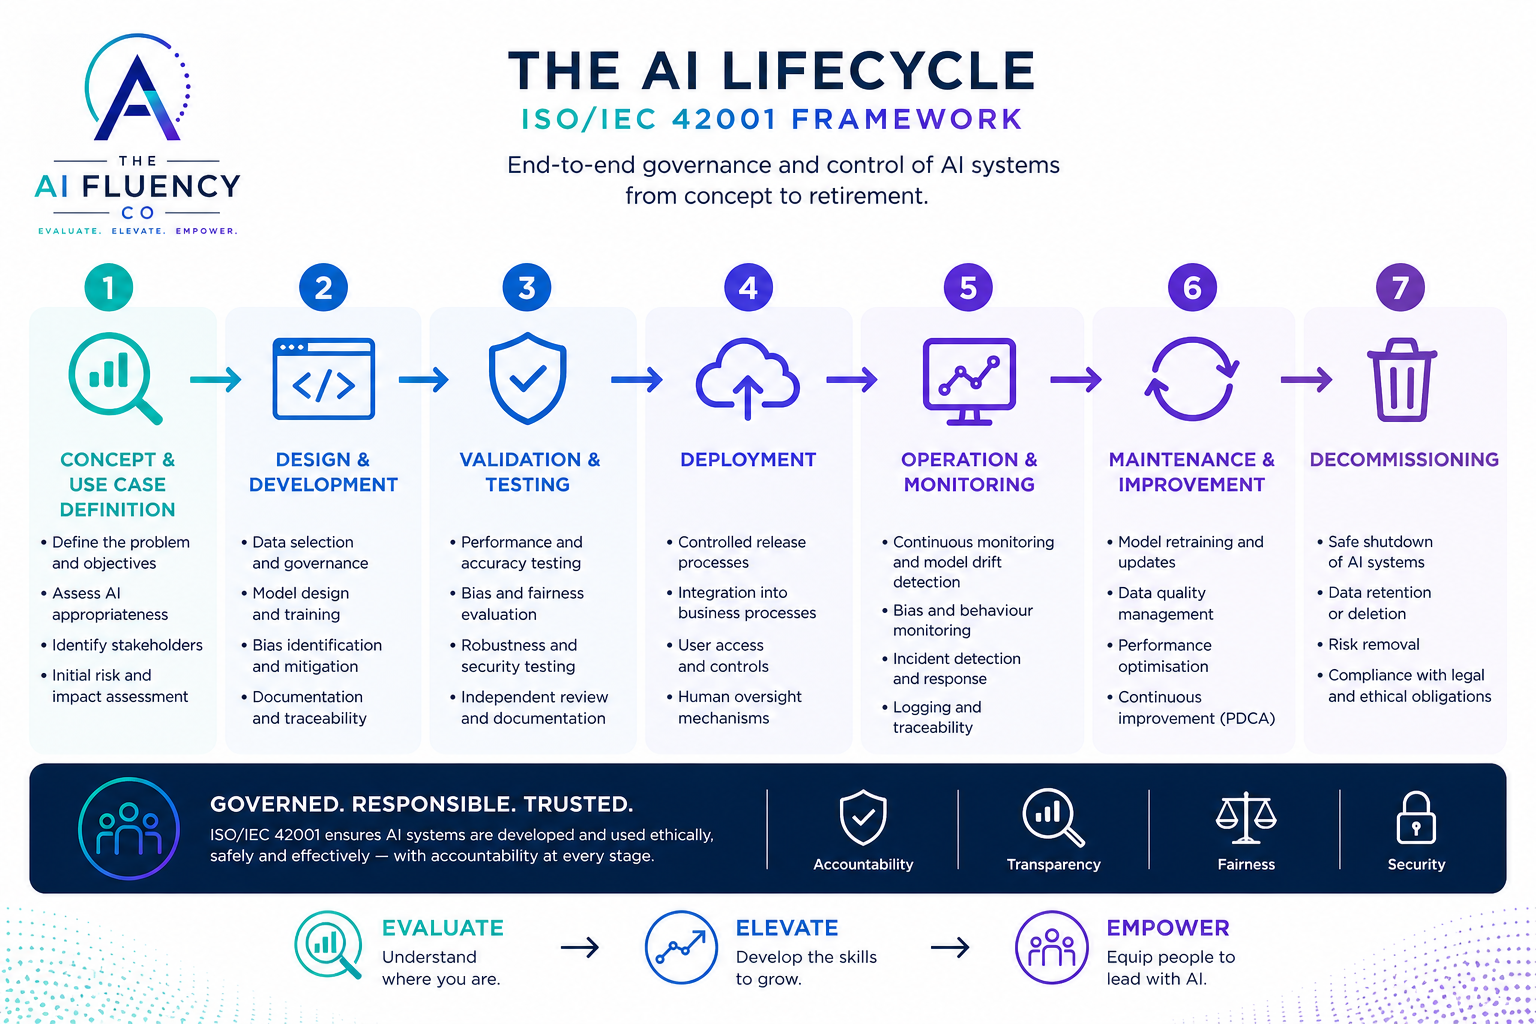 THE
AI FLUENCY
CO
EVALUATE. ELEVATE. EMPOWER.
THE AI LIFECYCLE
ISO/IEC 42001 FRAMEWORK
End-to-end governance and control of AI systems
from concept to retirement.
1
CONCEPT &
USE CASE
DEFINITION
• Define the problem
and objectives
• Assess AI
appropriateness
• Identify stakeholders
• Initial risk and
impact assessment
2
DESIGN &
DEVELOPMENT
• Data selection
and governance
• Model design
and training
• Bias identification
and mitigation
• Documentation
and traceability
3
VALIDATION &
TESTING
• Performance and
accuracy testing
• Bias and fairness
evaluation
• Robustness and
security testing
• Independent review
and documentation
4
DEPLOYMENT
• Controlled release
processes
• Integration into
business processes
• User access
and controls
• Human oversight
mechanisms
5
OPERATION &
MONITORING
• Continuous monitoring
and model drift
detection
• Bias and behaviour
monitoring
• Incident detection
and response
• Logging and
traceability
6
MAINTENANCE &
IMPROVEMENT
• Model retraining and
updates
• Data quality
management
• Performance
optimisation
• Continuous
improvement (PDCA)
7
DECOMMISSIONING
• Safe shutdown
of AI systems
• Data retention
or deletion
• Risk removal
• Compliance with legal
and ethical obligations
GOVERNED. RESPONSIBLE. TRUSTED.
ISO/IEC 42001 ensures AI systems are developed and used ethically,
safely and effectively — with accountability at every stage.
Accountability
Transparency
Fairness
Security
EVALUATE
Understand
where you are.
ELEVATE
Develop the skills
to grow.
EMPOWER
Equip people to
lead with AI.